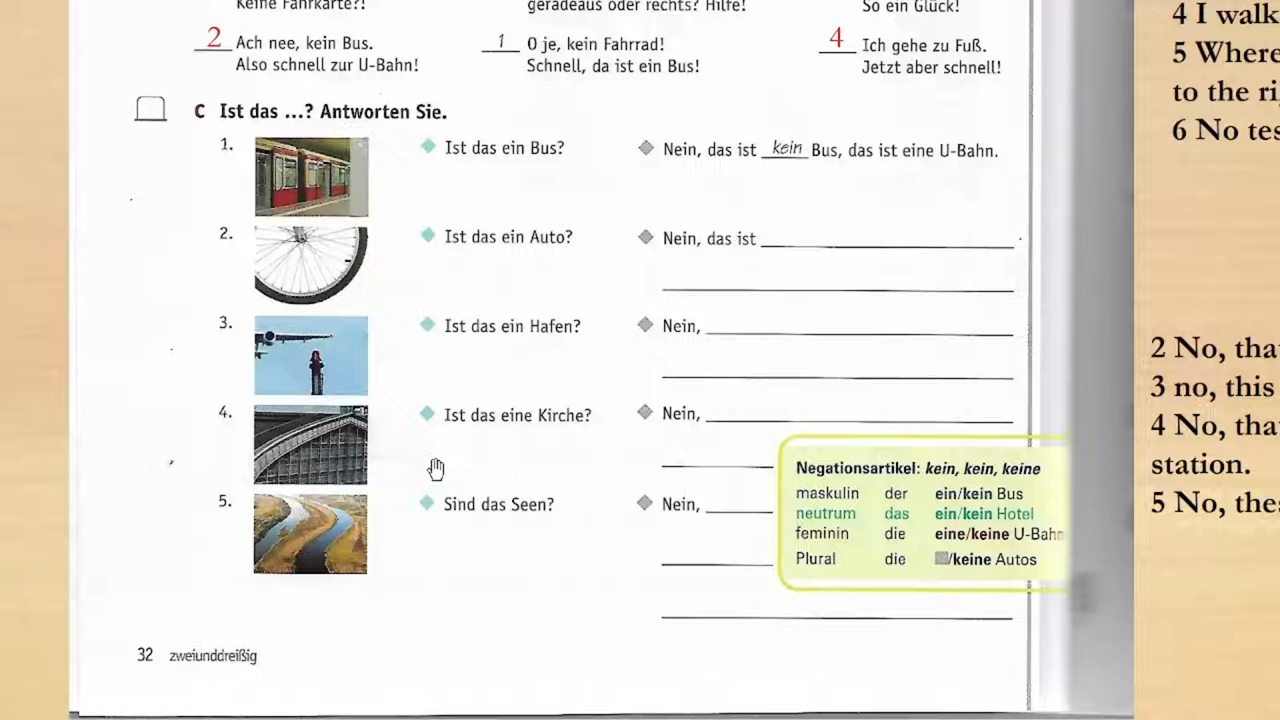 Keine Fahrkarte?!
geradeaus oder rechts? Hilfe!
So ein Glück!
2 Ach nee, kein Bus.
Also schnell zur U-Bahn!
1 O je, kein Fahrrad!
Schnell, da ist ein Bus!
4 Ich gehe zu Fuß.
Jetzt aber schnell!
C Ist das ...? Antworten Sie.
1. Ist das ein Bus? Nein, das ist kein Bus, das ist eine U-Bahn.
2. Ist das ein Auto? Nein, das ist
3. Ist das ein Hafen? Nein,
4. Ist das eine Kirche? Nein,
5. Sind das Seen? Nein,
Negationsartikel: kein, kein, keine
maskulin der ein/kein Bus
neutrum das ein/kein Hotel
feminin die eine/keine U-Bahn
Plural die /keine Autos
32 zweiunddreißig
4 I walk
5 Where
to the ri
6 No tes
2 No, tha
3 no, this
4 No, tha
station.
5 No, thes